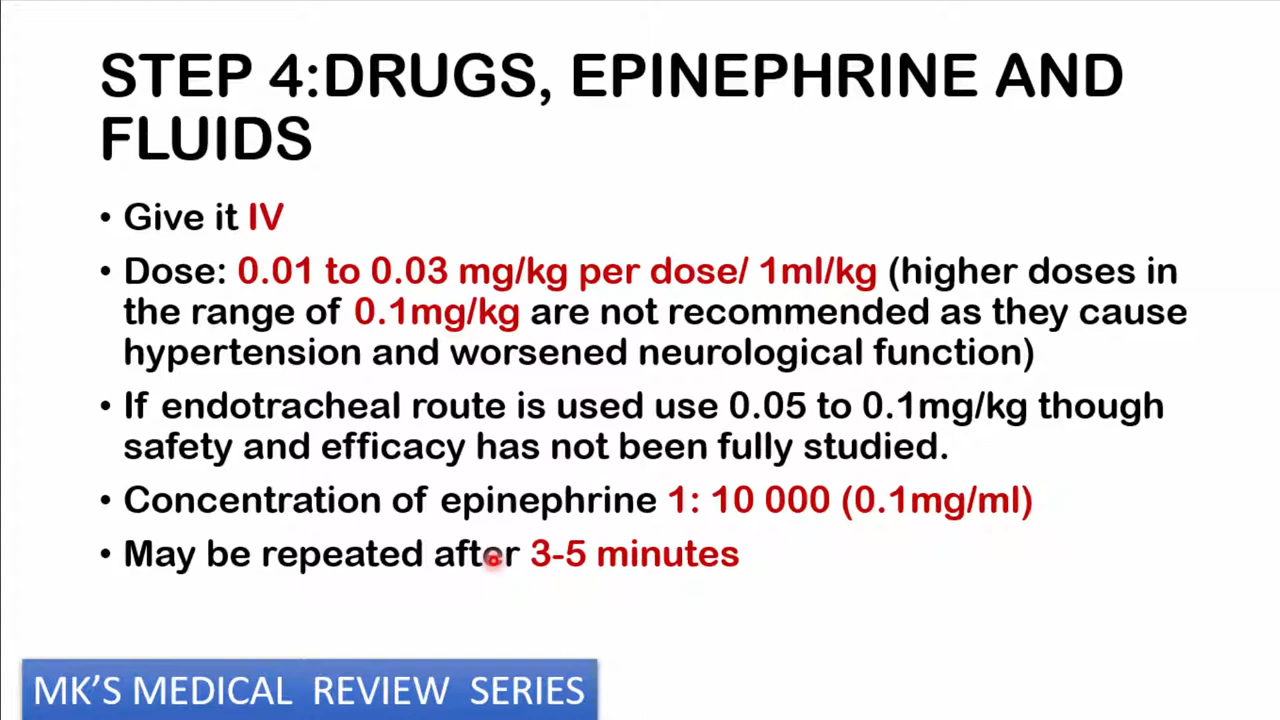 STEP 4:DRUGS, EPINEPHRINE AND
FLUIDS
• Give it IV
• Dose: 0.01 to 0.03 mg/kg per dose/ 1ml/kg (higher doses in
the range of 0.1mg/kg are not recommended as they cause
hypertension and worsened neurological function)
• If endotracheal route is used use 0.05 to 0.1mg/kg though
safety and efficacy has not been fully studied.
• Concentration of epinephrine 1: 10 000 (0.1mg/ml)
• May be repeated after 3-5 minutes
MK'S MEDICAL REVIEW SERIES